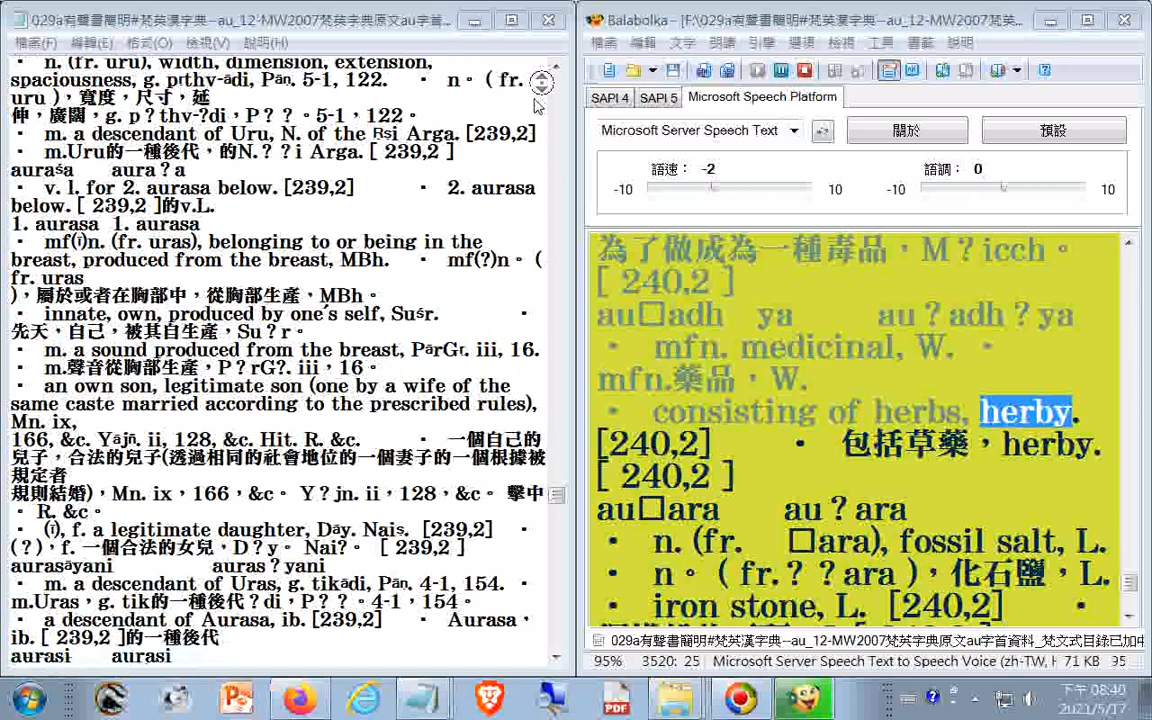 029a有聲書簡明#梵英漢字典--au_12-MW2007梵英字典原文au字首...
檔案(F) 編輯(E) 格式(O) 檢視(V) 說明(H)
• n. (fr. uru), width, dimension, extension,
spaciousness, g. pṛthv-ādi, Pāṇ. 5-1, 122. • n。( fr.
uru ),寬度,尺寸,延
伸,廣闊,g. p?thv-?di,P??。5-1,122。
• m. a descendant of Uru, N. of the Ṛṣi Arga. [239,2]
• m.Uru的一種後代,的N.??i Arga. [ 239,2 ]
auraśa aura?a
• v. l. for 2. aurasa below. [239,2] • 2. aurasa
below. [ 239,2 ]的v.L.
1. aurasa 1. aurasa
• mf(ī)n. (fr. uras), belonging to or being in the
breast, produced from the breast, MBh. • mf(?)n。(
fr. uras
),屬於或者在胸部中,從胸部生產,MBh。
• innate, own, produced by one's self, Suśr. •
先天,自己,被其自生產,Su?r。
• m. a sound produced from the breast, PārGṛ. iii, 16.
• m.聲音從胸部生產,P?rG?. iii,16。
• an own son, legitimate son (one by a wife of the
same caste married according to the prescribed rules),
Mn. ix,
166, &c. Yājñ. ii, 128, &c. Hit. R. &c. • 一個自己的
兒子,合法的兒子(透過相同的社會地位的一個妻子的一個根據被
規定者
規則結婚),Mn. ix,166,&c。 Y?jn. ii,128,&c。 擊中
。R. &c。
• (ī), f. a legitimate daughter, Dāy. Naiṣ. [239,2] •
(?),f. 一個合法的女兒,D?y。 Nai?。 [ 239,2 ]
aurasāyani auras?yani
• m. a descendant of Uras, g. tikādi, Pāṇ. 4-1, 154. •
m.Uras,g. tik的一種後代?di,P??。4-1,154。
• a descendant of Aurasa, ib. [239,2] • Aurasa,
ib. [ 239,2 ]的一種後代
aurasi aurasi
Balabolka - [F:\029a有聲書簡明#梵英漢字典--au_12-MW2007梵英...
檔案 編輯 文字 朗讀 引擎 選項 檢視 工具 書籤 說明
SAPI 4 SAPI 5 Microsoft Speech Platform
Microsoft Server Speech Text 關於 預設
語速: -2 語調: 0
-10 10 -10 10
為了做成為一種毒品,M?icch。
[ 240,2 ]
au□adh ya au?adh?ya
• mfn. medicinal, W. •
mfn.藥品,W.
• consisting of herbs, herby.
[240,2] • 包括草藥,herby.
[ 240,2 ]
au□ara au?ara
• n. (fr. □ara), fossil salt, L.
• n。( fr.??ara ),化石鹽,L.
• iron stone, L. [240,2] •
029a有聲書簡明#梵英漢字典--au_12-MW2007梵英字典原文au字首資料_梵文式目錄已加中
95% 3520: 25 Microsoft Server Speech Text to Speech Voice (zh-TW, H 71 KB 95
PDF
下午 08:40
2021/5/17